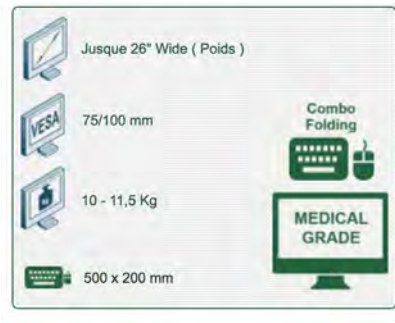 Jusque 26" Wide ( Poids )
VESA
75/100 mm
10 - 11,5 Kg
500 x 200 mm
Combo
Folding
MEDICAL
GRADE